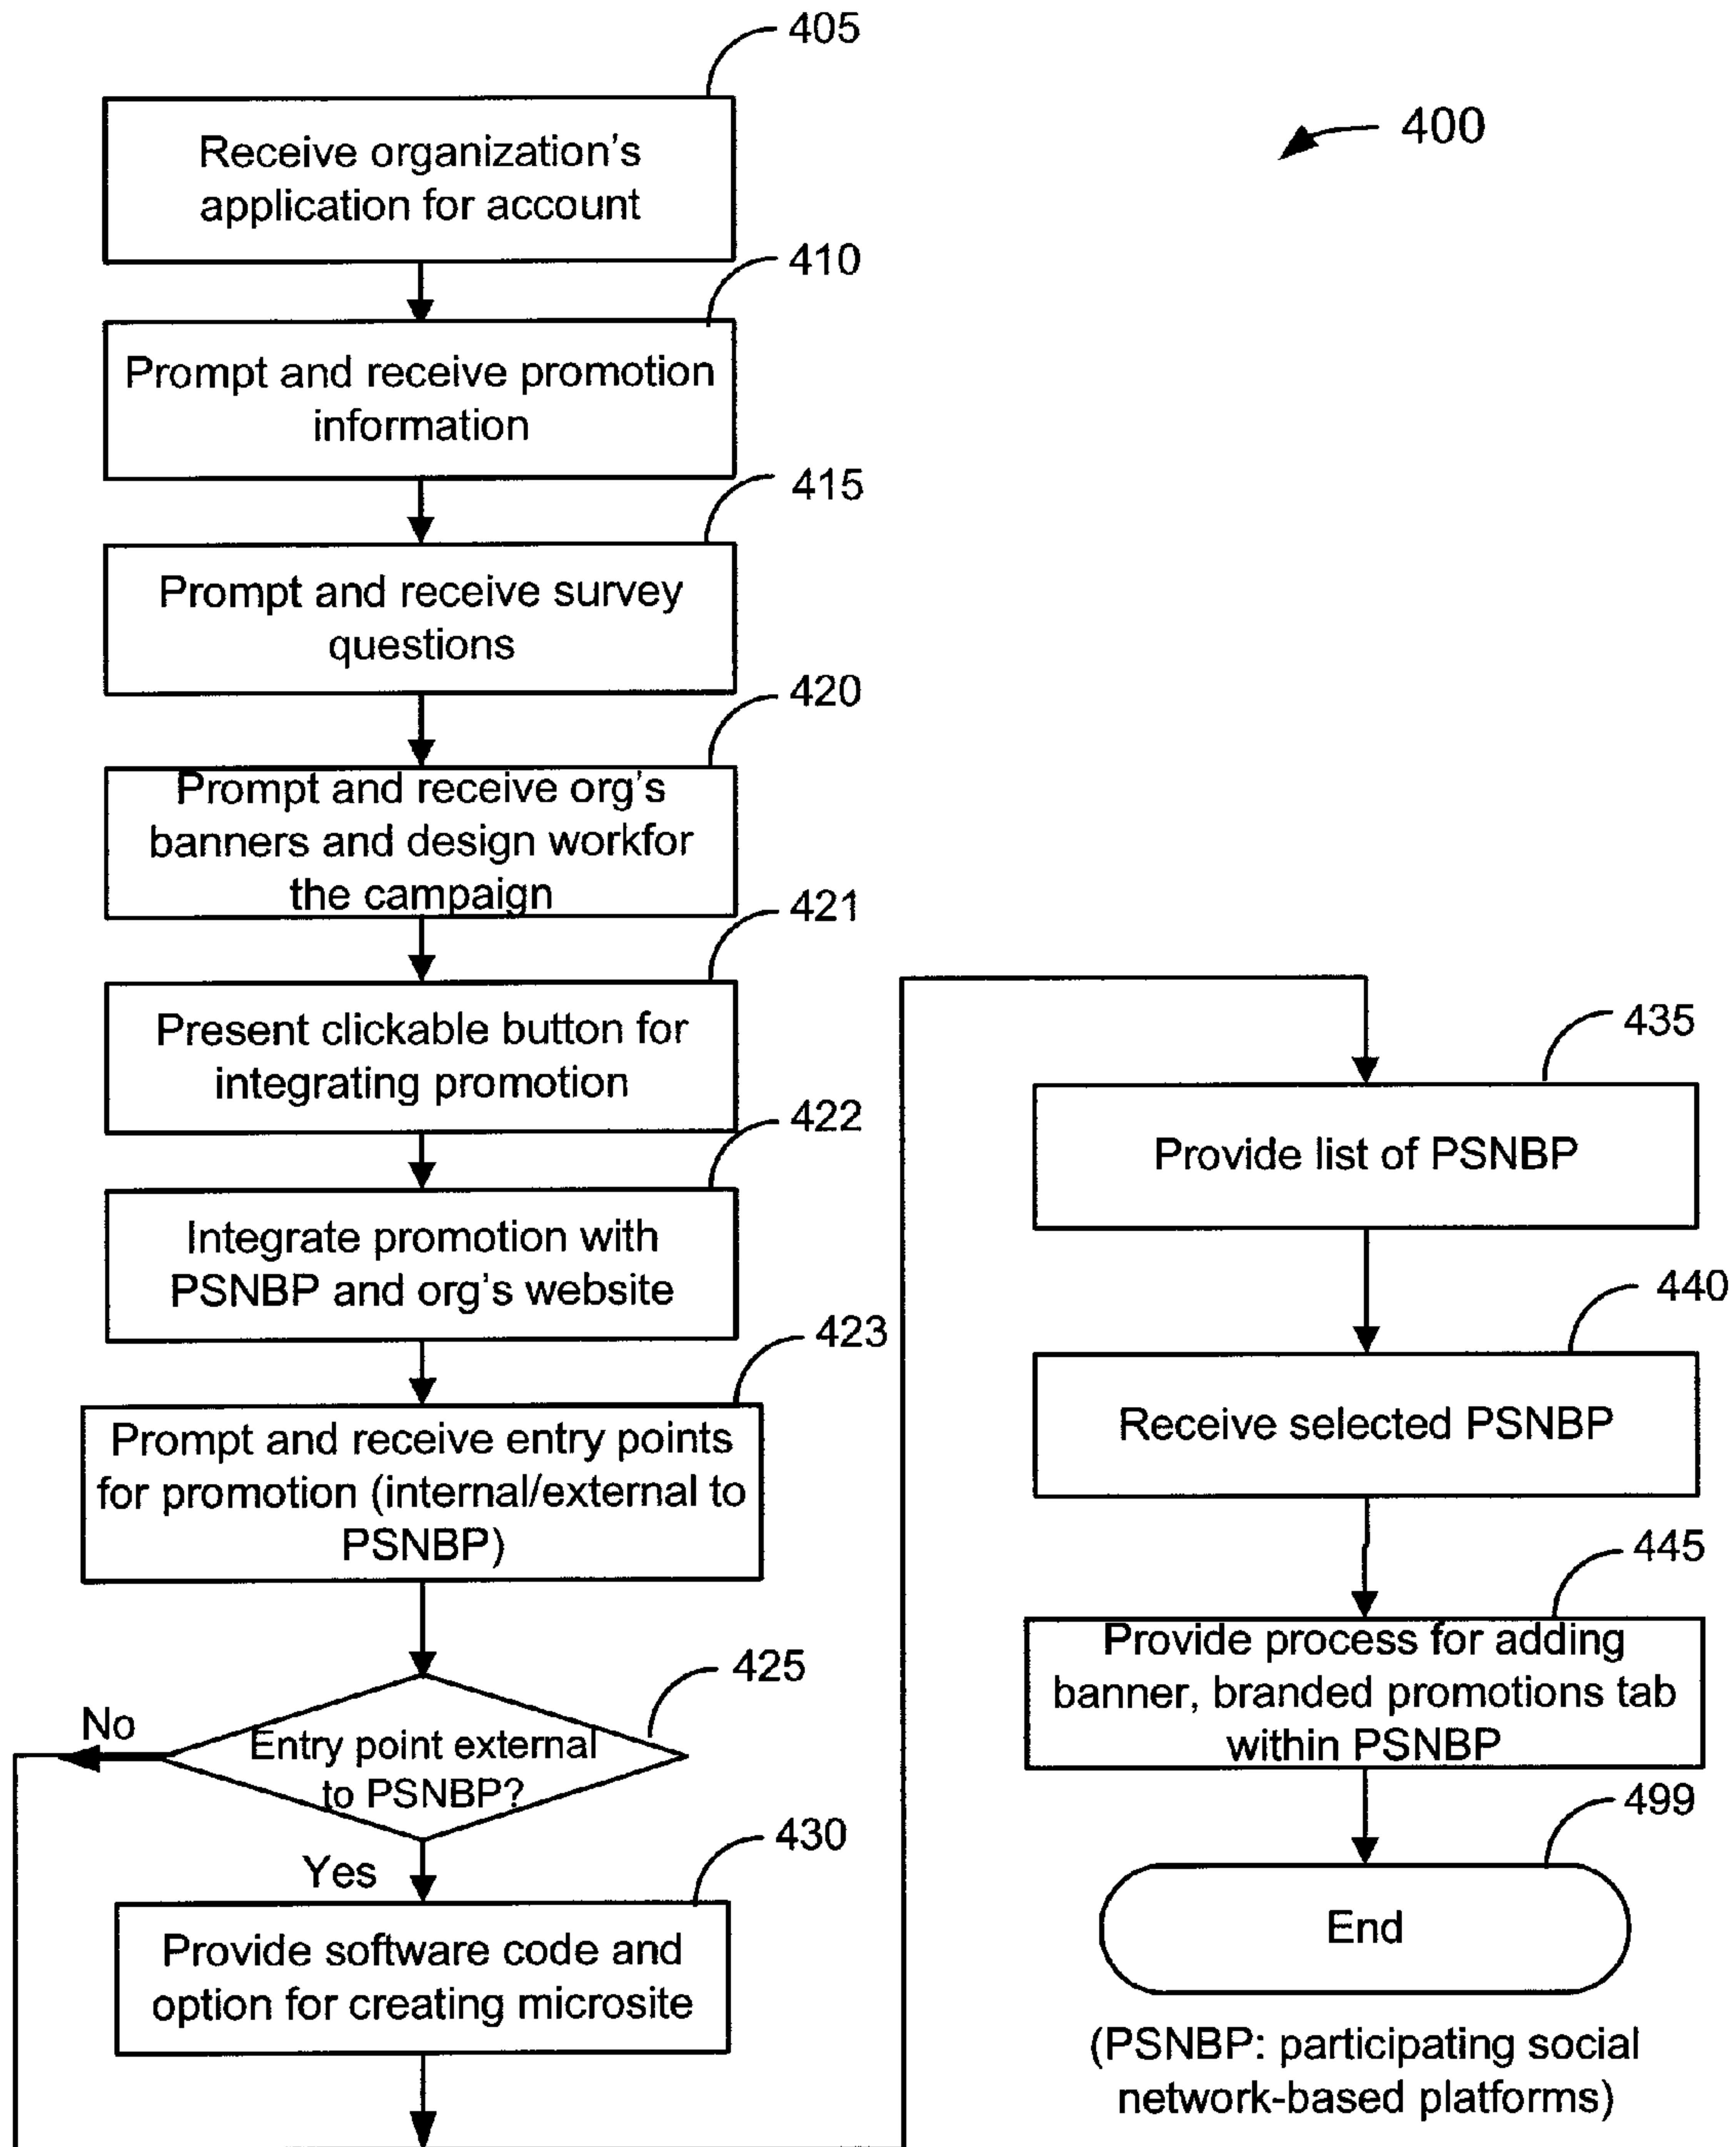 405
Receive organization's
application for account
400
410
Prompt and receive promotion
information
415
Prompt and receive survey
questions
420
Prompt and receive org's
banners and design workfor
the campaign
421
Present clickable button for
integrating promotion
422
Integrate promotion with
PSNBP and org's website
423
Prompt and receive entry points
for promotion (internal/external to
PSNBP)
425
No
Entry point external
to PSNBP?
Yes
430
Provide software code and
option for creating microsite
435
Provide list of PSNBP
440
Receive selected PSNBP
445
Provide process for adding
banner, branded promotions tab
within PSNBP
499
End
(PSNBP: participating social
network-based platforms)